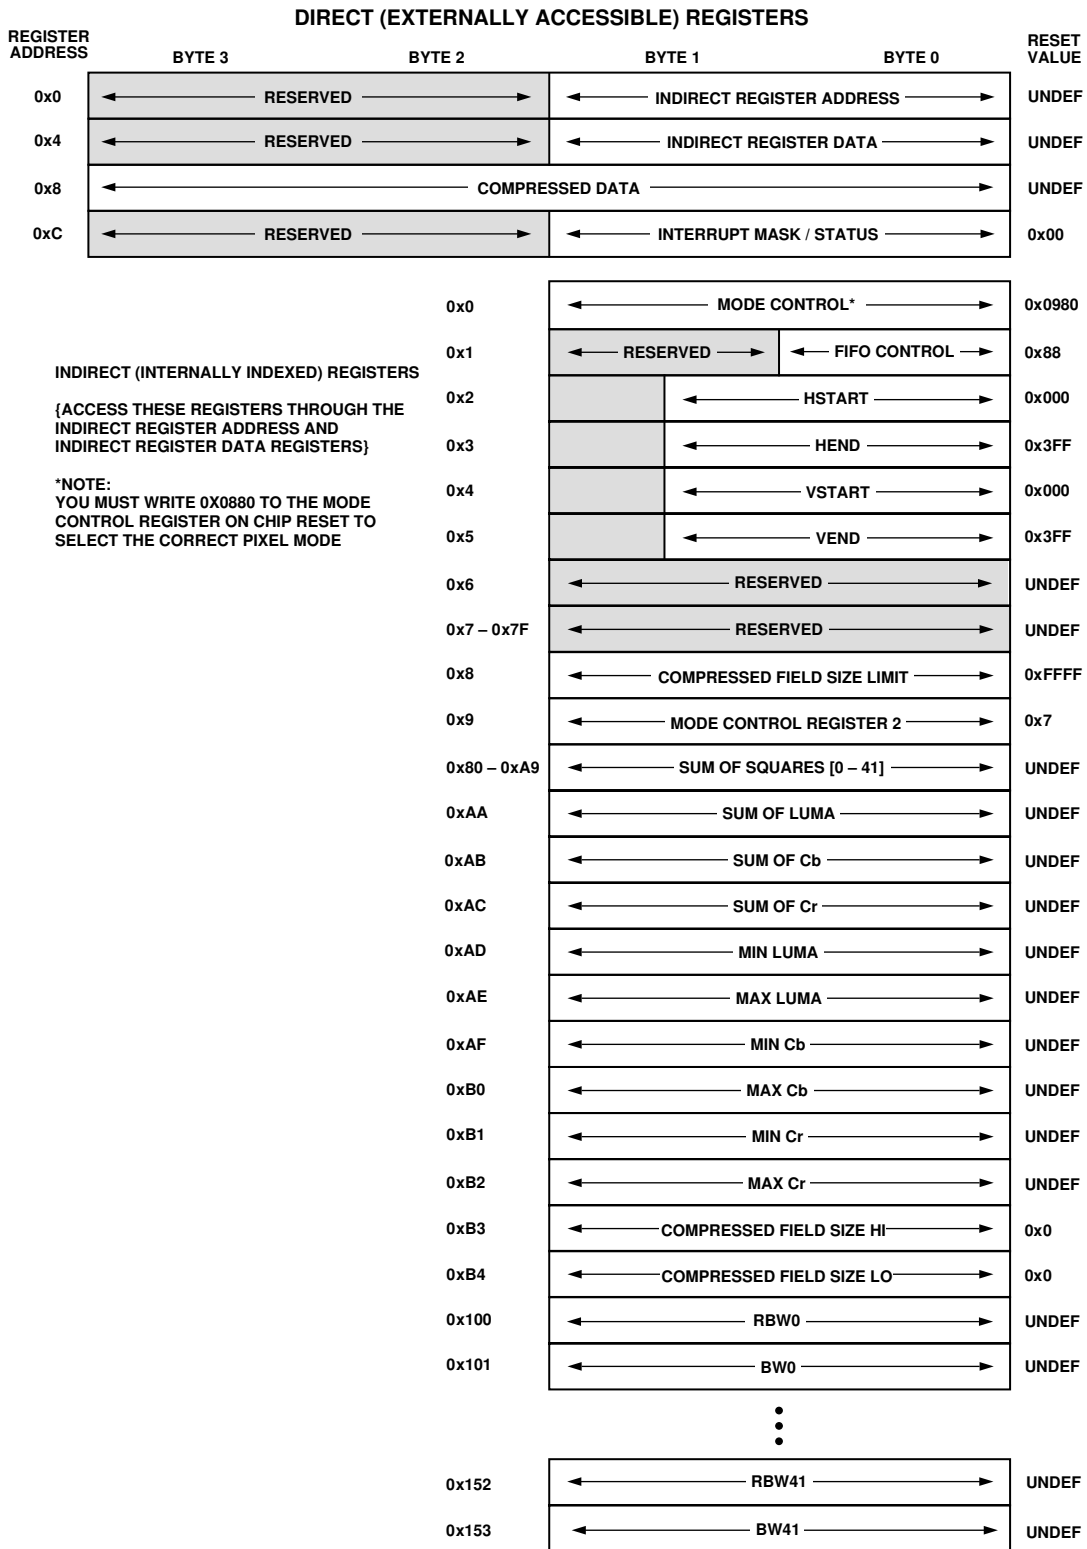 DIRECT (EXTERNALLY ACCESSIBLE) REGISTERS
REGISTER ADDRESS BYTE 3 BYTE 2 BYTE 1 BYTE 0 RESET VALUE
0x0 RESERVED INDIRECT REGISTER ADDRESS UNDEF
0x4 RESERVED INDIRECT REGISTER DATA UNDEF
0x8 COMPRESSED DATA UNDEF
0xC RESERVED INTERRUPT MASK / STATUS 0x00
INDIRECT (INTERNALLY INDEXED) REGISTERS
{ACCESS THESE REGISTERS THROUGH THE
INDIRECT REGISTER ADDRESS AND
INDIRECT REGISTER DATA REGISTERS}
*NOTE:
YOU MUST WRITE 0X0880 TO THE MODE
CONTROL REGISTER ON CHIP RESET TO
SELECT THE CORRECT PIXEL MODE
0x0 MODE CONTROL* 0x0980
0x1 RESERVED FIFO CONTROL 0x88
0x2 HSTART 0x000
0x3 HEND 0x3FF
0x4 VSTART 0x000
0x5 VEND 0x3FF
0x6 RESERVED UNDEF
0x7 – 0x7F RESERVED UNDEF
0x8 COMPRESSED FIELD SIZE LIMIT 0xFFFF
0x9 MODE CONTROL REGISTER 2 0x7
0x80 – 0xA9 SUM OF SQUARES [0 – 41] UNDEF
0xAA SUM OF LUMA UNDEF
0xAB SUM OF Cb UNDEF
0xAC SUM OF Cr UNDEF
0xAD MIN LUMA UNDEF
0xAE MAX LUMA UNDEF
0xAF MIN Cb UNDEF
0xB0 MAX Cb UNDEF
0xB1 MIN Cr UNDEF
0xB2 MAX Cr UNDEF
0xB3 COMPRESSED FIELD SIZE HI 0x0
0xB4 COMPRESSED FIELD SIZE LO 0x0
0x100 RBW0 UNDEF
0x101 BW0 UNDEF
0x152 RBW41 UNDEF
0x153 BW41 UNDEF